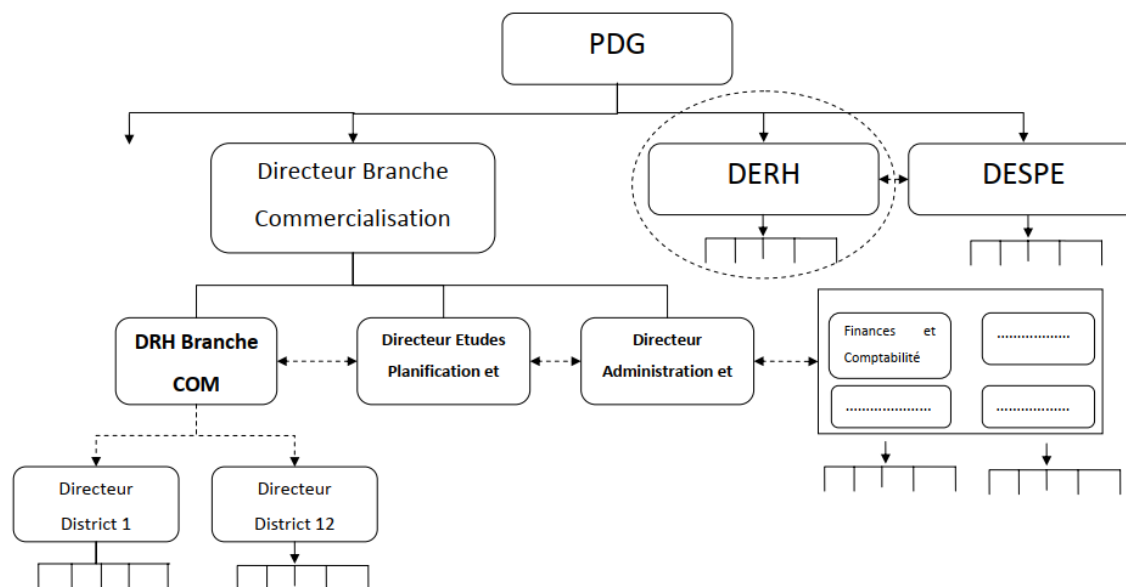 PDG
Directeur Branche
Commercialisation
DERH
DESPE
DRH Branche
COM
Directeur Etudes
Planification et
Directeur
Administration et
Finances et
Comptabilité
...................
.....................
..................
Directeur
District 1
Directeur
District 12